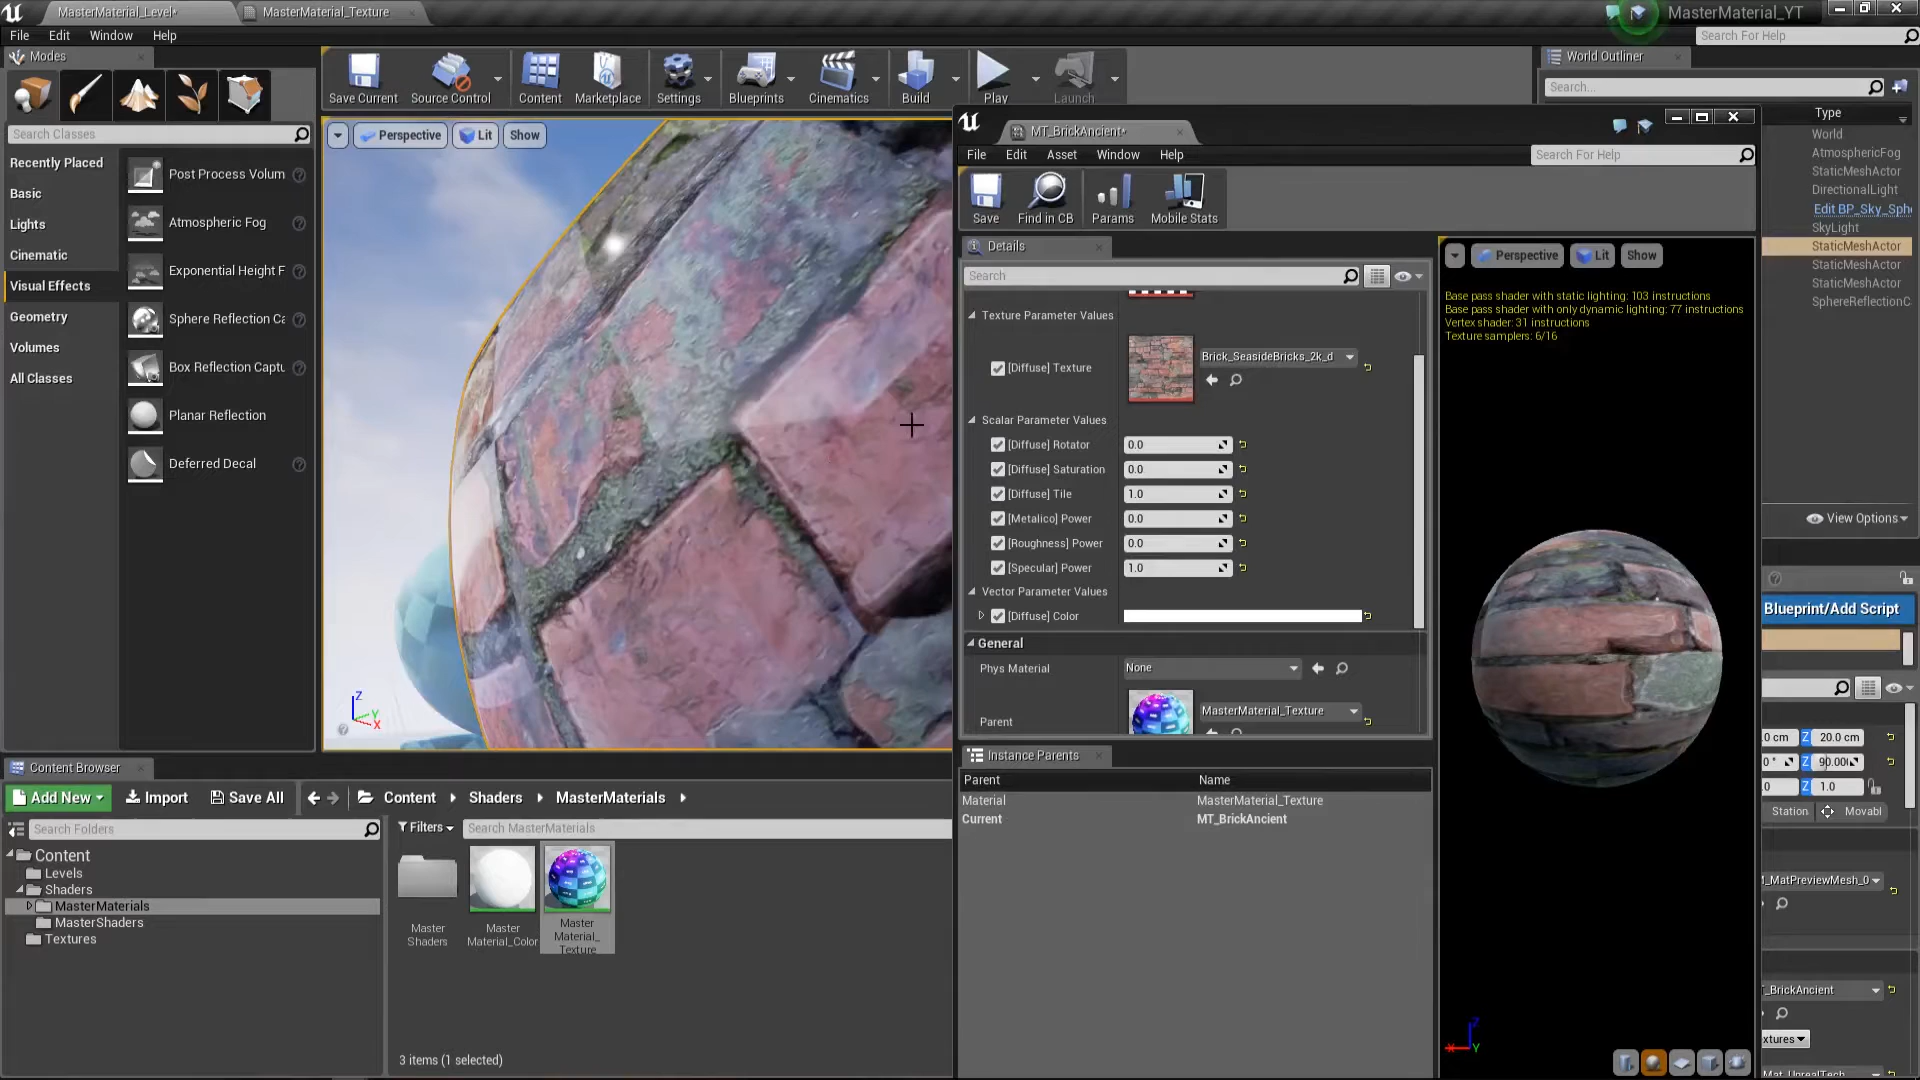 MasterMaterial_Level*
MasterMaterial_Texture
MasterMaterial_YT
File Edit Window Help
Search For Help
Modes
Save Current
Source Control
Content
Marketplace
Settings
Blueprints
Cinematics
Build
Play
Launch
World Outliner
Search...
Search Classes
Recently Placed
Basic
Lights
Cinematic
Visual Effects
Geometry
Volumes
All Classes
Post Process Volum
Atmospheric Fog
Exponential Height F
Sphere Reflection Ca
Box Reflection Captu
Planar Reflection
Deferred Decal
Perspective Lit Show
Z
Y
X
MT_BrickAncient*
File Edit Asset Window Help
Search For Help
Save
Find in CB
Params
Mobile Stats
Details
Search
Texture Parameter Values
[Diffuse] Texture
Brick_SeasideBricks_2k_d
Scalar Parameter Values
[Diffuse] Rotator 0.0
[Diffuse] Saturation 0.0
[Diffuse] Tile 1.0
[Metalico] Power 0.0
[Roughness] Power 0.0
[Specular] Power 1.0
Vector Parameter Values
[Diffuse] Color
General
Phys Material None
Parent MasterMaterial_Texture
Instance Parents
Parent Name
Material MasterMaterial_Texture
Current MT_BrickAncient
Perspective Lit Show
Base pass shader with static lighting: 103 instructions
Base pass shader with only dynamic lighting: 77 instructions
Vertex shader: 31 instructions
Texture samplers: 6/16
Z
X Y
Type
World
AtmosphericFog
StaticMeshActor
DirectionalLight
Edit BP_Sky_Sphe
SkyLight
StaticMeshActor
StaticMeshActor
StaticMeshActor
SphereReflectionC
View Options
Blueprint/Add Script
0 cm Z 20.0 cm
0° Z 90.00
.0 Z 1.0
Station Movabl
_MatPreviewMesh_0
_BrickAncient
xtures
Mat_UnrealTech
Content Browser
Add New Import Save All Content Shaders MasterMaterials
Search Folders
Filters Search MasterMaterials
Content
Levels
Shaders
MasterMaterials
MasterShaders
Textures
Master
Shaders
Master
Material_Color
Master
Material_
Texture
3 items (1 selected)